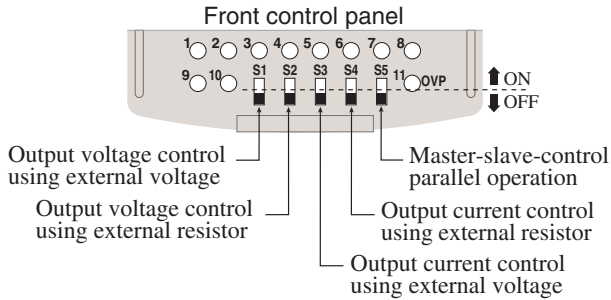 Front control panel
1 2 3 4 5 6 7 8
9 10 S1 S2 S3 S4 S5 11 OVP
ON
OFF
Output voltage control
using external voltage
Master-slave-control
parallel operation
Output voltage control
using external resistor
Output current control
using external resistor
Output current control
using external voltage